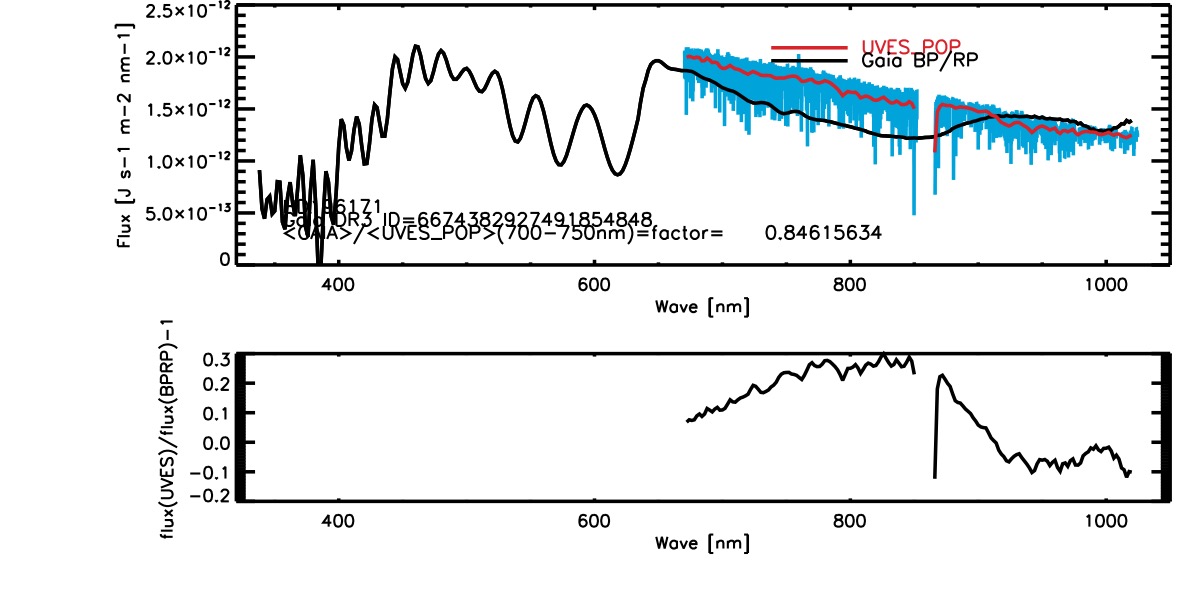 2.5×10⁻¹²
2.0×10⁻¹²
1.5×10⁻¹²
1.0×10⁻¹²
5.0×10⁻¹³
0
Flux [J s-1 m-2 nm-1]
UVES_POP
Gaia BP/RP
96171
Gaia DR3 ID=6674382927491854848
<GAIA>/<UVES_POP>(700-750nm)=factor= 0.84615634
400 600 800 1000
Wave [nm]
0.3
0.2
0.1
0.0
-0.1
-0.2
flux(UVES)/flux(BPRP)-1
400 600 800 1000
Wave [nm]